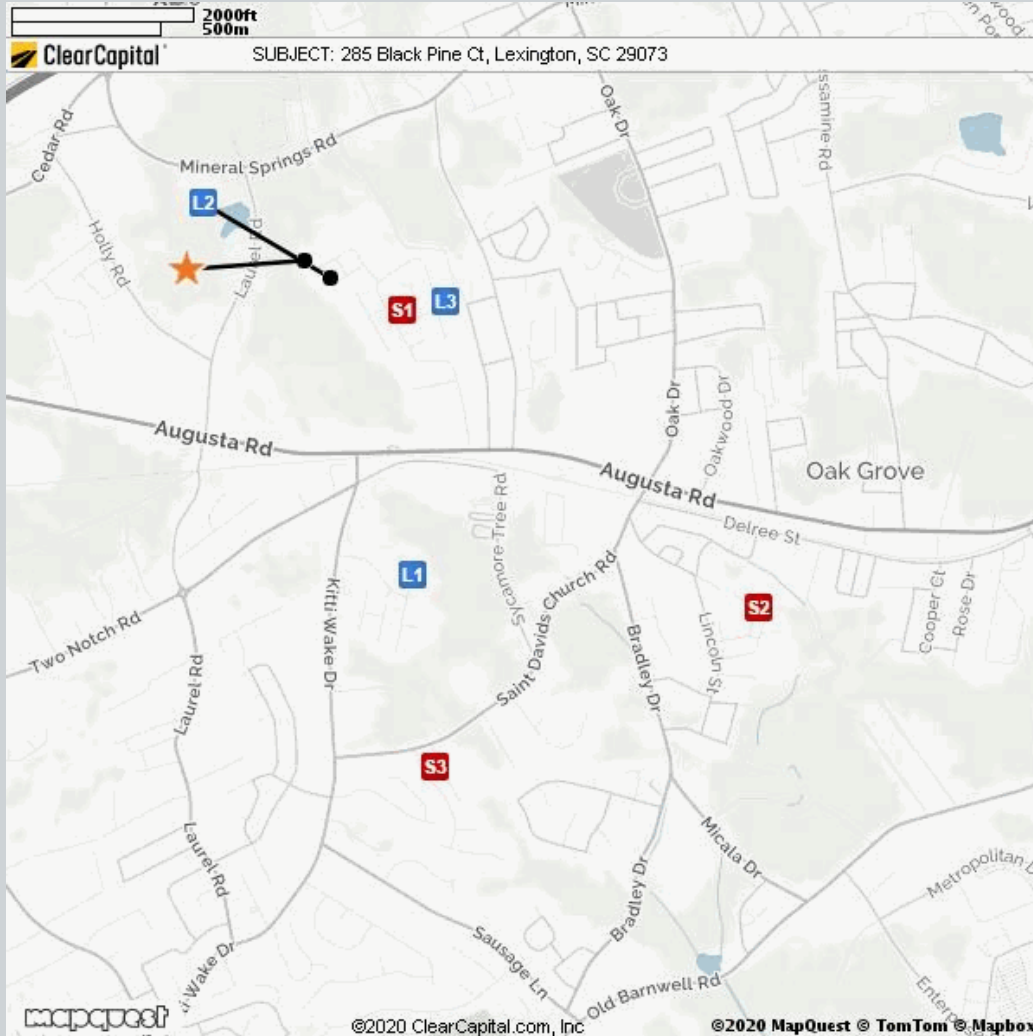 2000ft
500m
ClearCapital
SUBJECT: 285 Black Pine Ct, Lexington, SC 29073
Cedar Rd
Oak Dr
Mineral Springs Rd
L2
Holly Rd
Laurel Rd
S1
L3
Oak Dr
Oakwood Dr
Augusta Rd
Augusta Rd
Oak Grove
Delree St
Sycamore Tree Rd
L1
Saint Davids Church Rd
S2
Cooper Ct
Rose Dr
Kitti Wake Dr
Two Notch Rd
Lincoln St
Bradley Dr
Laurel Rd
S3
Micala Dr
Laurel Rd
Bradley Dr
Metropolitan
Sausage Ln
Old Barnwell Rd
i-Wake Dr
mapquest
©2020 ClearCapital.com, Inc
©2020 MapQuest © TomTom © Mapbox